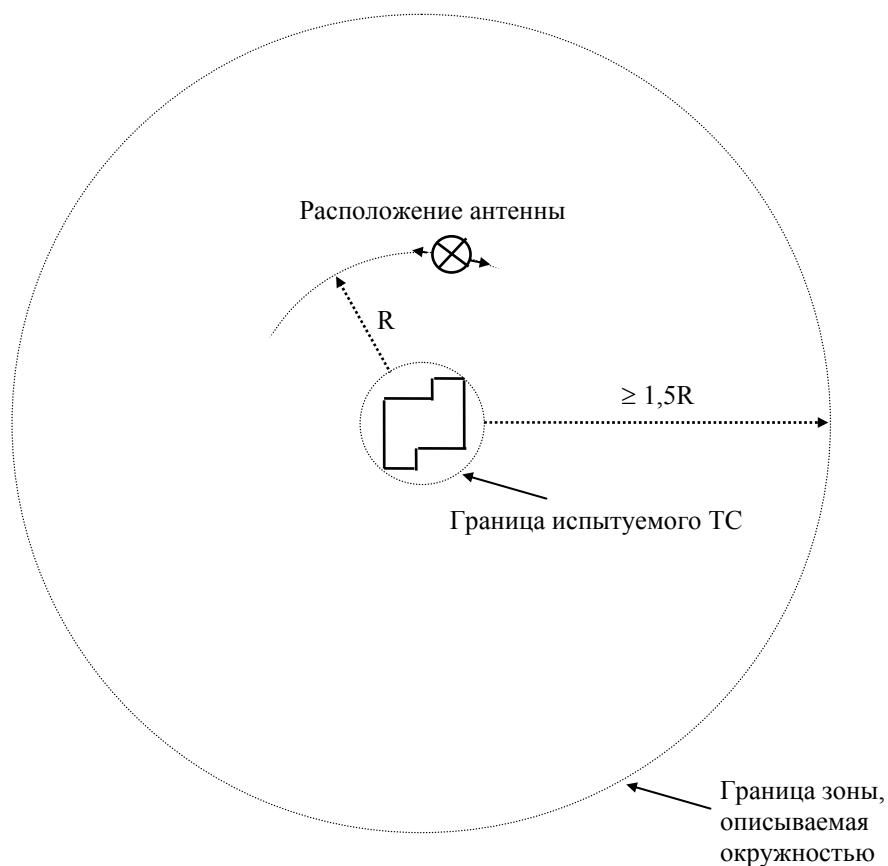 Расположение антенны
R
≥ 1,5R
Граница испытуемого ТС
Граница зоны,
описываемая
окружностью